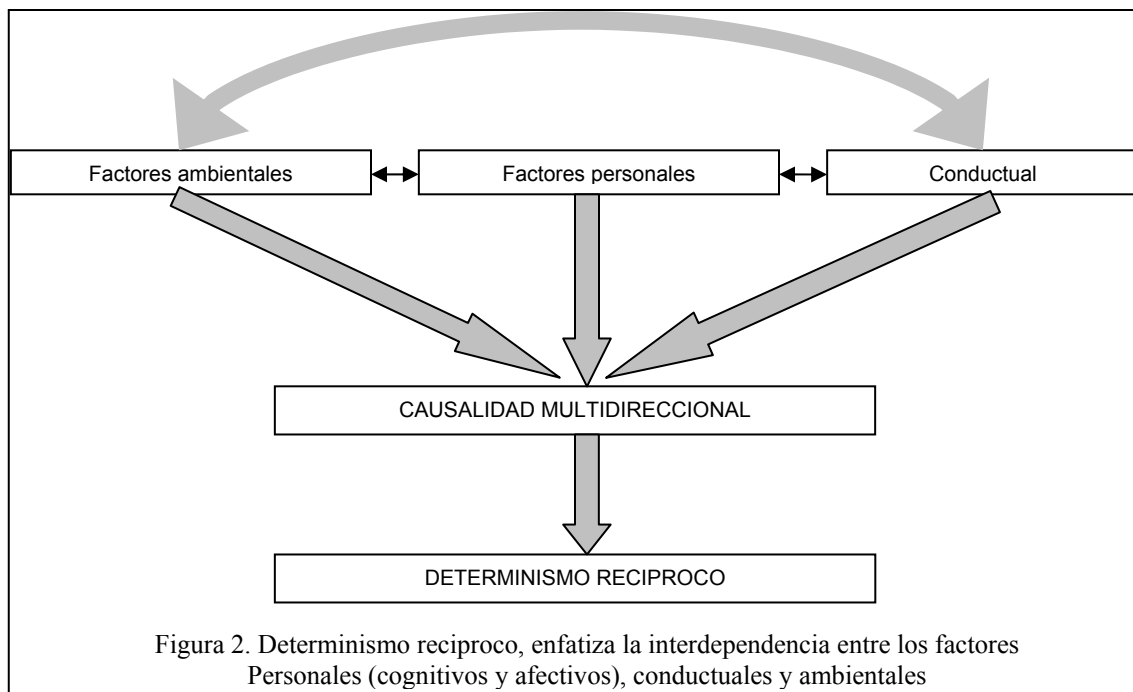 Factores ambientales
Factores personales
Conductual
CAUSALIDAD MULTIDIRECCIONAL
DETERMINISMO RECIPROCO
Figura 2. Determinismo reciproco, enfatiza la interdependencia entre los factores
Personales (cognitivos y afectivos), conductuales y ambientales